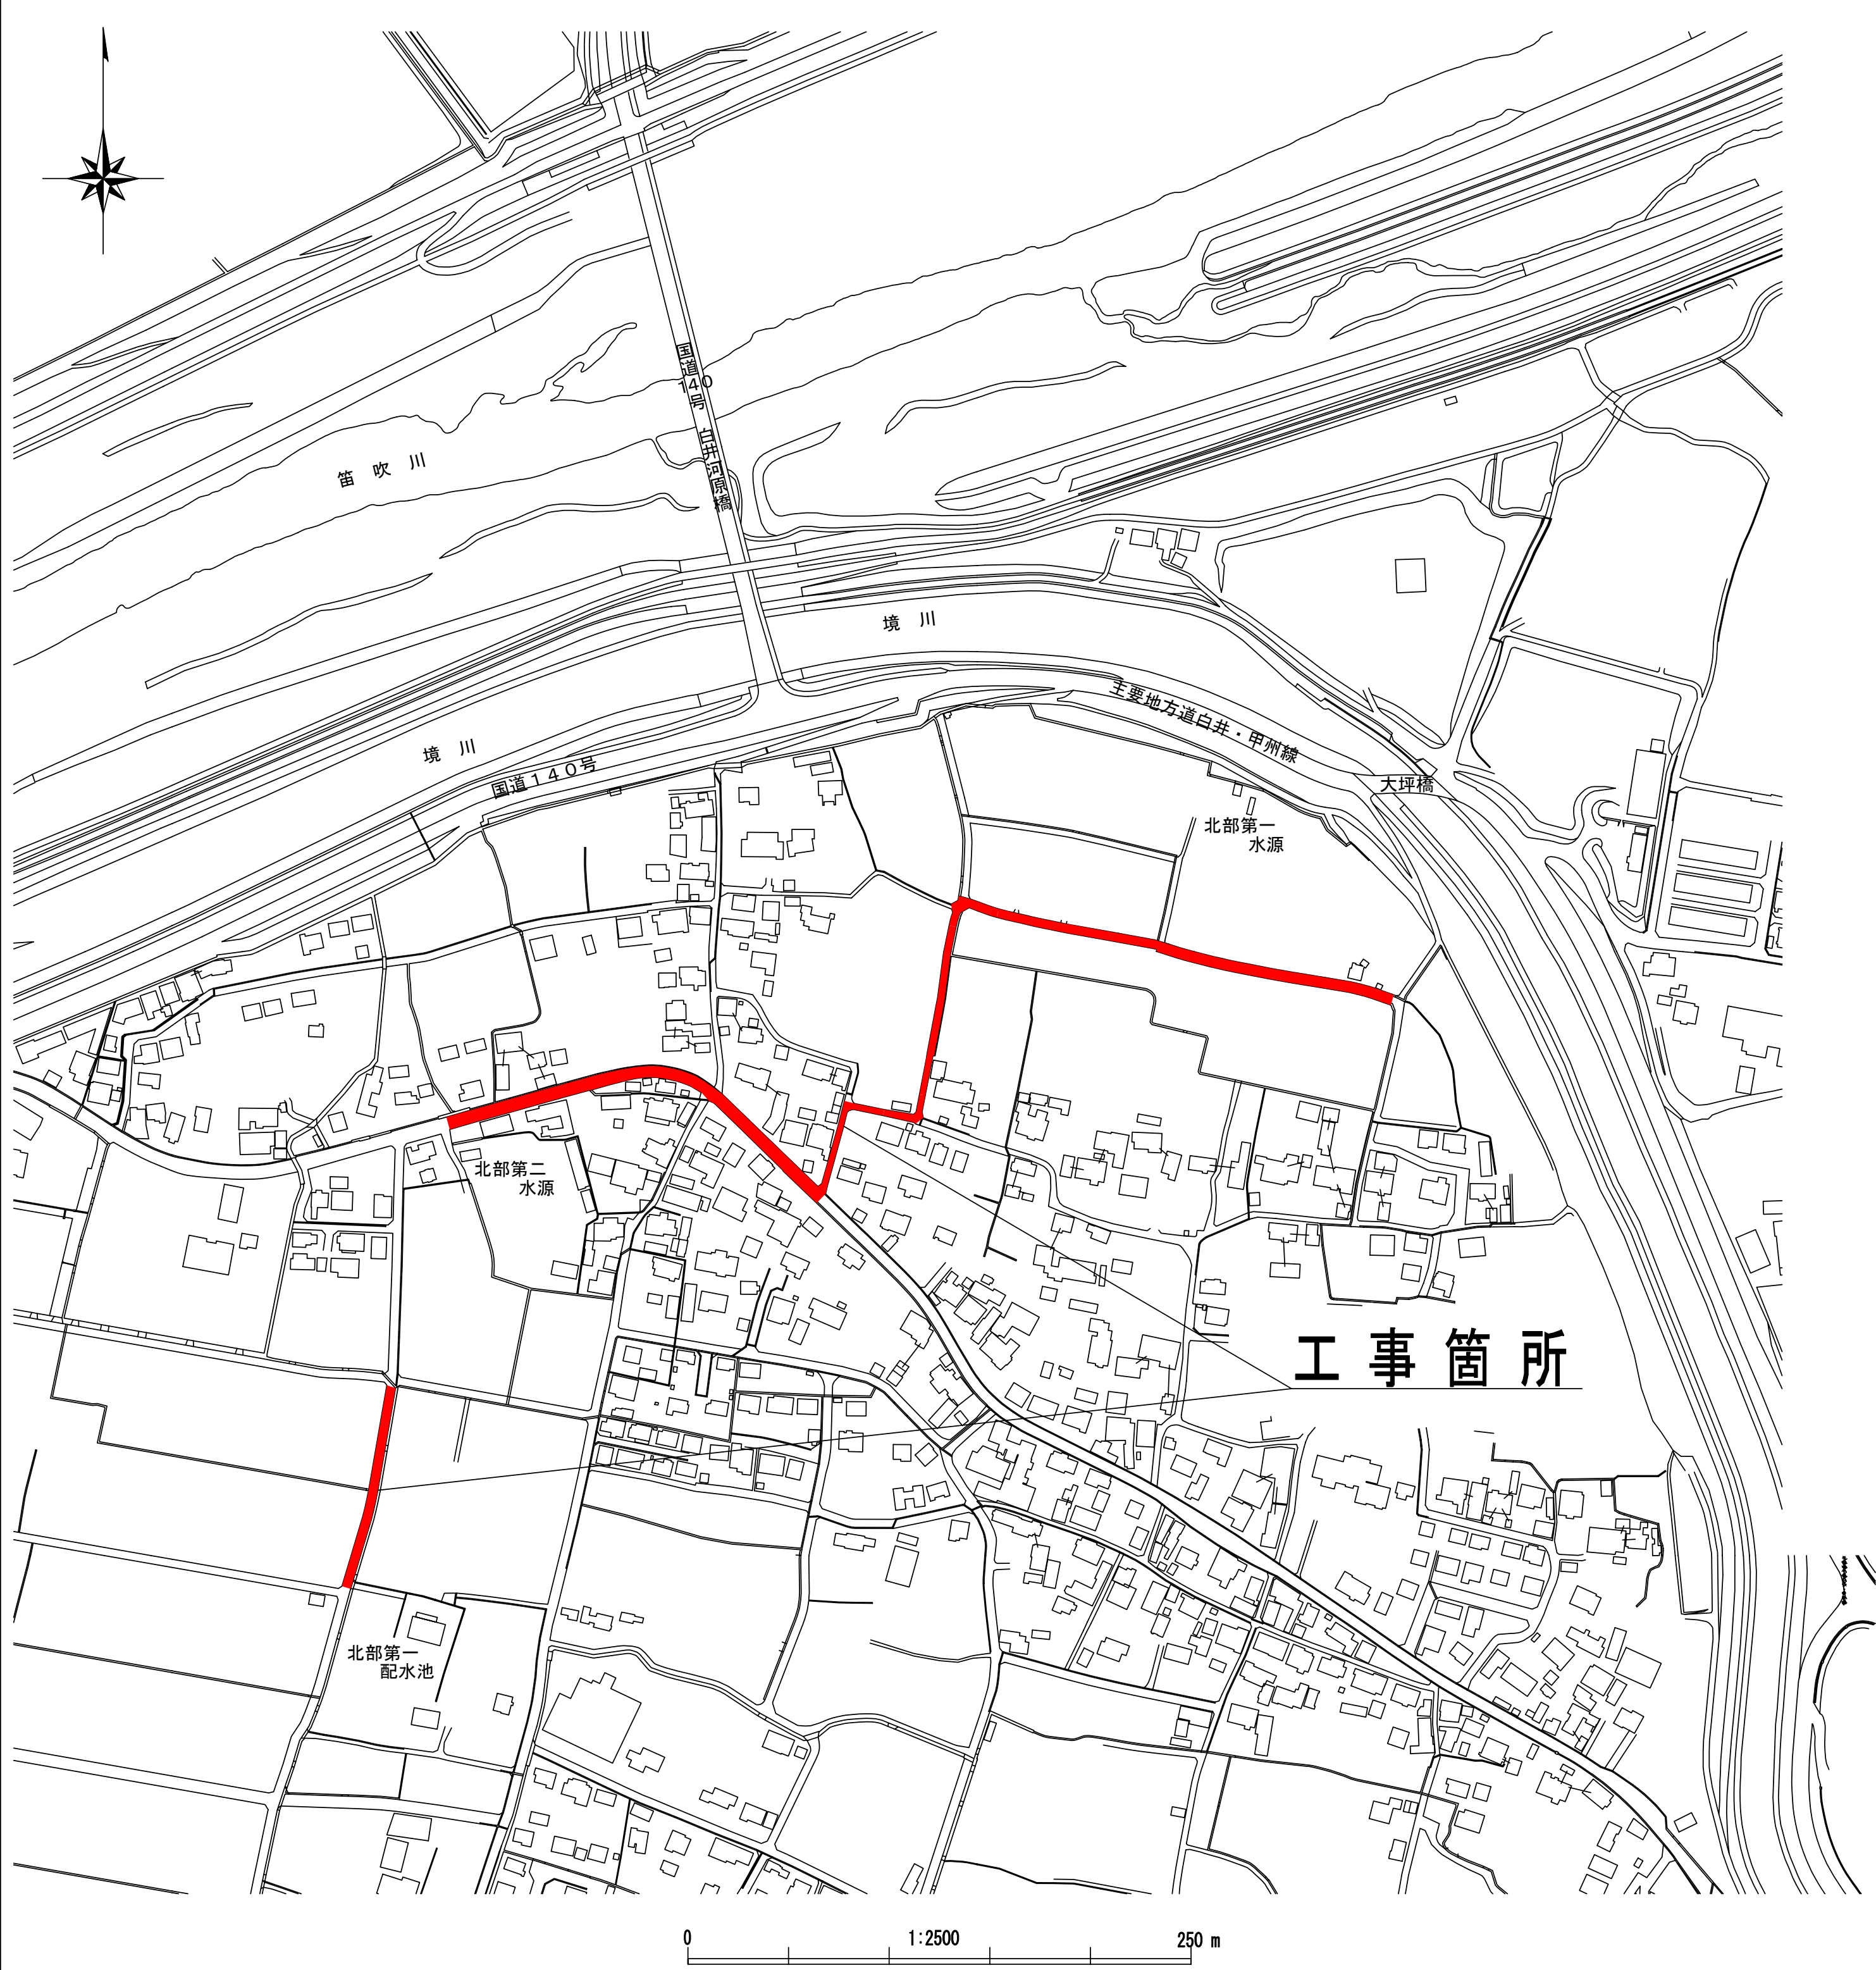 国道140号 白井河原橋
笛吹川
境川
境川
主要地方道白井・甲州線
国道140号
大坪橋
北部第一
水源
北部第二
水源
工事箇所
北部第一
配水池
0
1:2500
250 m